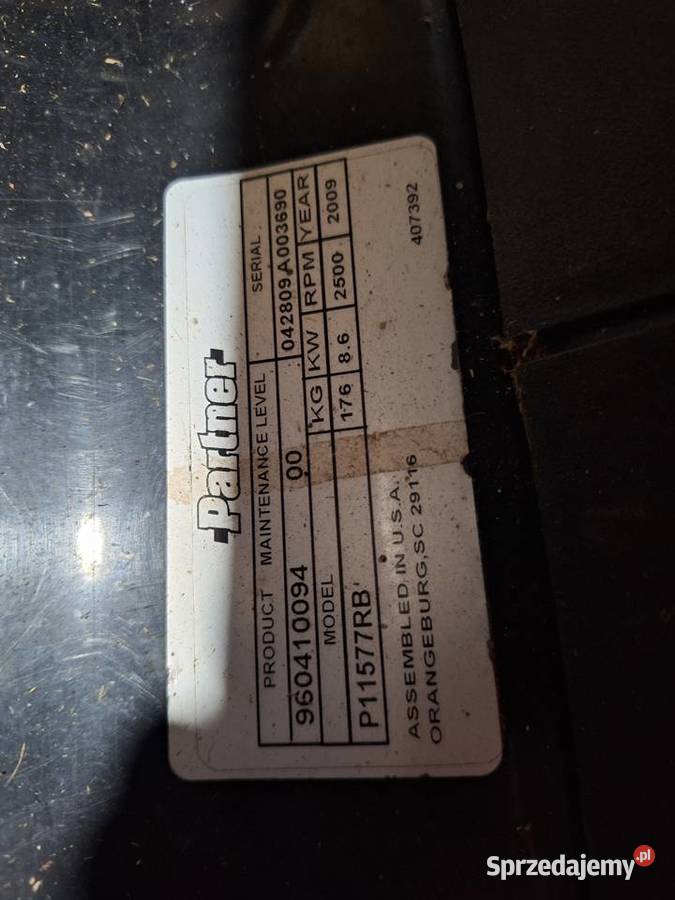 Partner
PRODUCT MAINTENANCE LEVEL SERIAL
960410094 00 042809A003690
MODEL KG KW RPM YEAR
P11577RB 176 8.6 2500 2009
ASSEMBLED IN U.S.A.
ORANGEBURG,SC 29116
407392
Sprzedajemy.pl